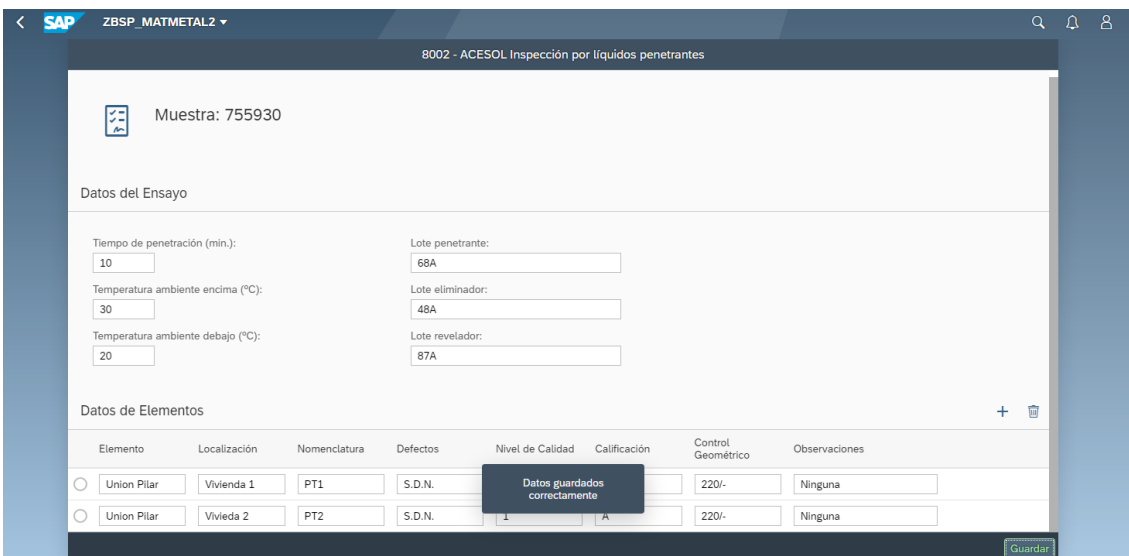 SAP ZBSP_MATMETAL2
8002 - ACESOL Inspección por líquidos penetrantes
Muestra: 755930
Datos del Ensayo
Tiempo de penetración (min.): Lote penetrante:
10 68A
Temperatura ambiente encima (ºC): Lote eliminador:
30 48A
Temperatura ambiente debajo (ºC): Lote revelador:
20 87A
Datos de Elementos
Elemento Localización Nomenclatura Defectos Nivel de Calidad Calificación Control Geométrico Observaciones
Union Pilar Vivienda 1 PT1 S.D.N. 220/- Ninguna
Datos guardados correctamente
Union Pilar Vivieda 2 PT2 S.D.N. 1 A 220/- Ninguna
Guardar